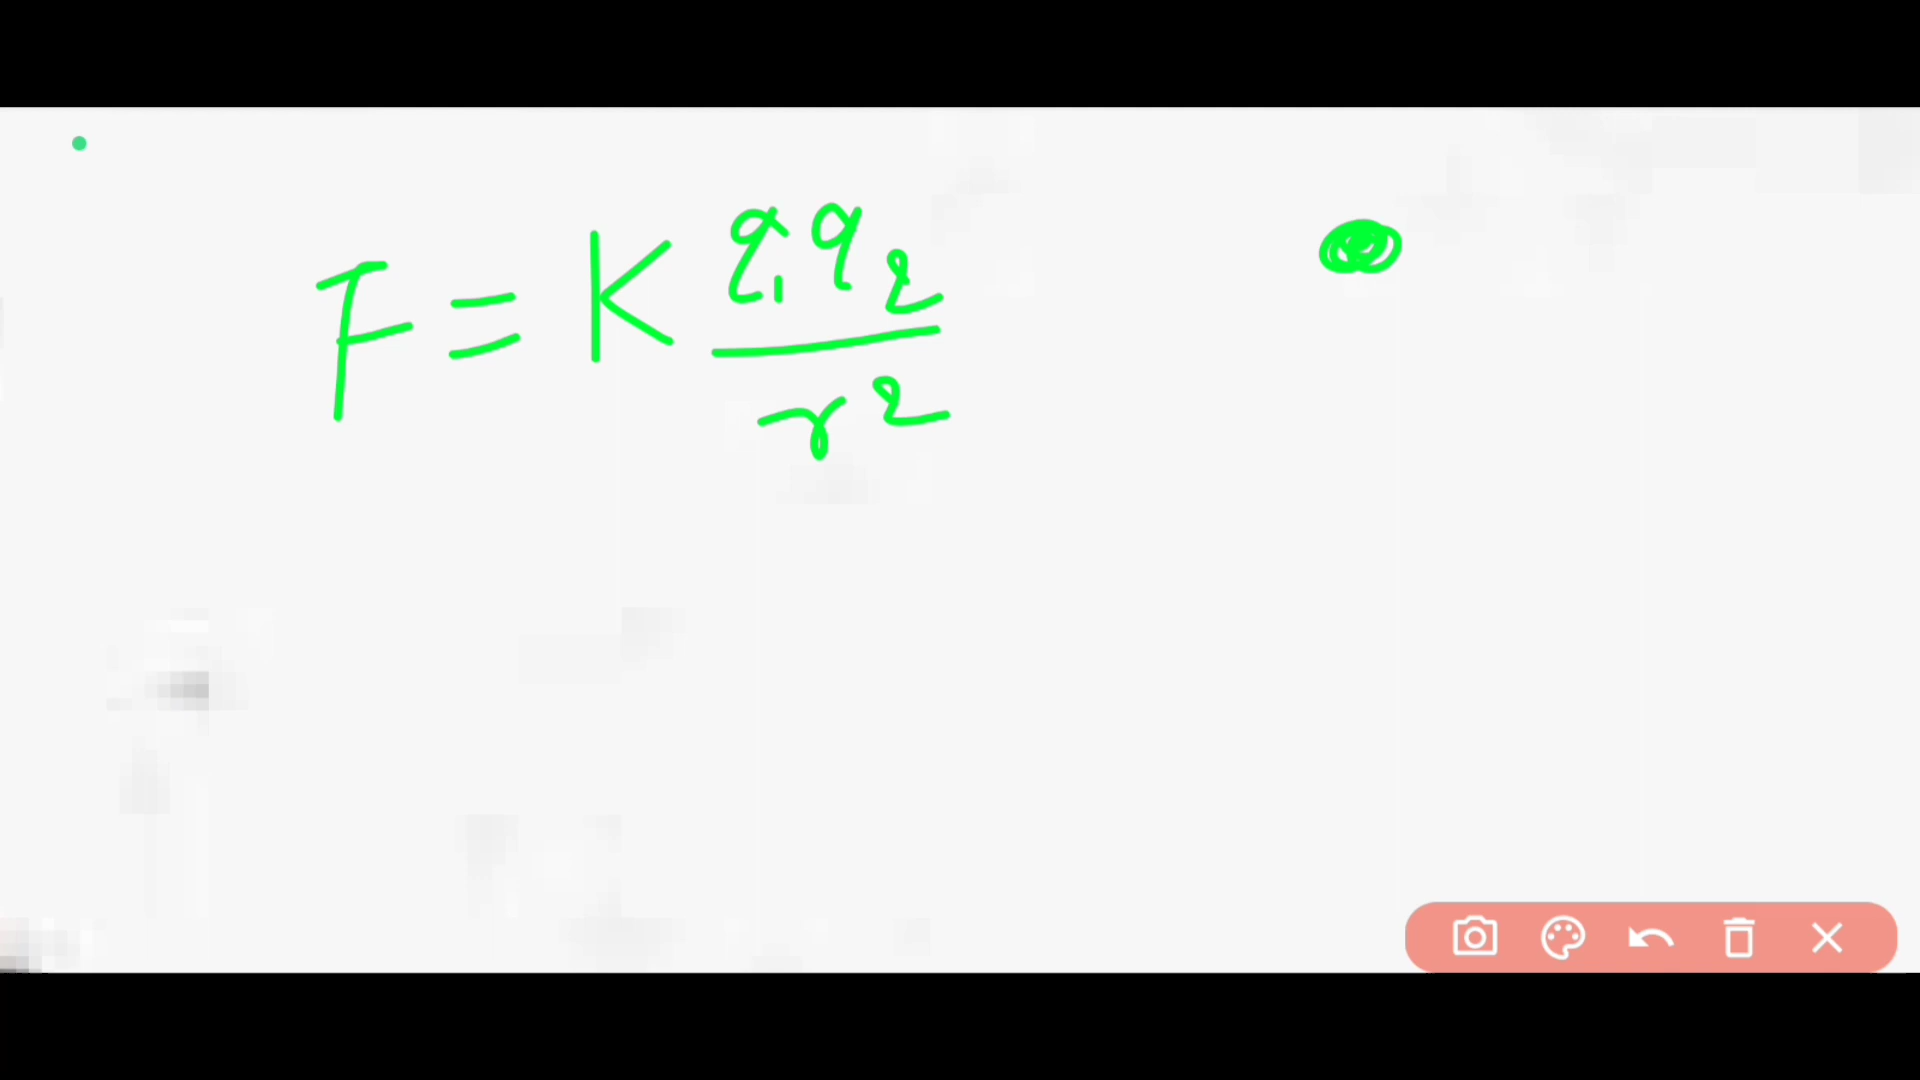 F = K q₁q₂ / r²